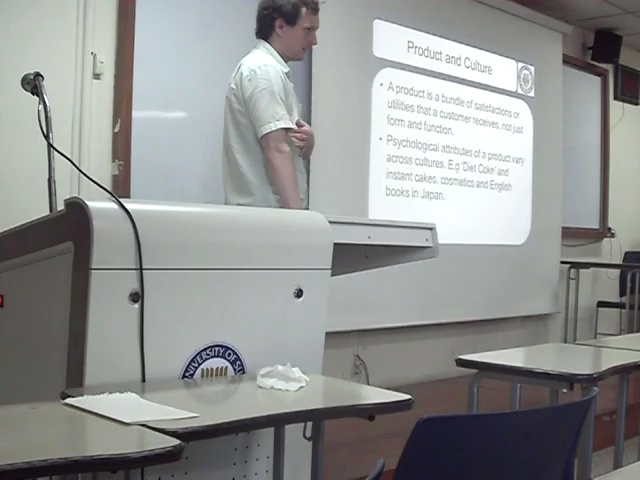 Product and Culture
• A product is a bundle of satisfactions or
utilities that a customer receives, not just
form and function.
• Psychological attributes of a product vary
across cultures. E.g 'Diet Coke' and
instant cakes, cosmetics and English
books in Japan.
NIVERSITY OF